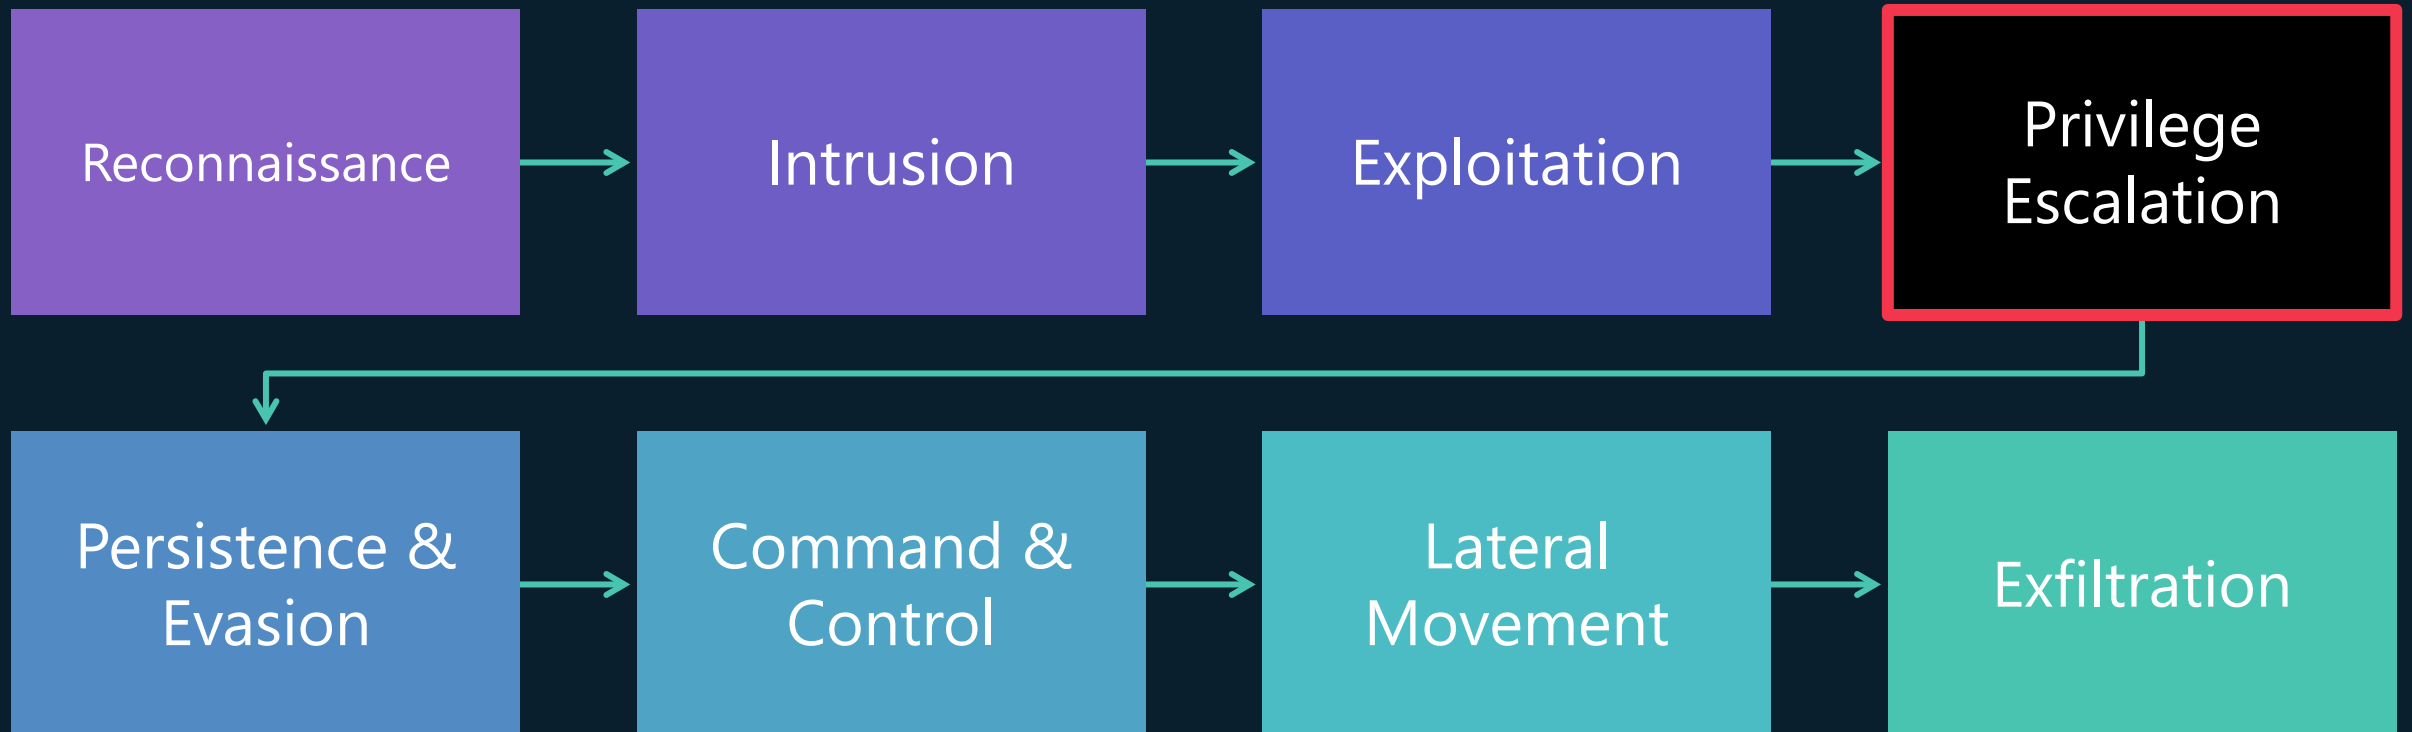 Reconnaissance
Intrusion
Exploitation
Privilege
Escalation
Persistence &
Evasion
Command &
Control
Lateral
Movement
Exfiltration